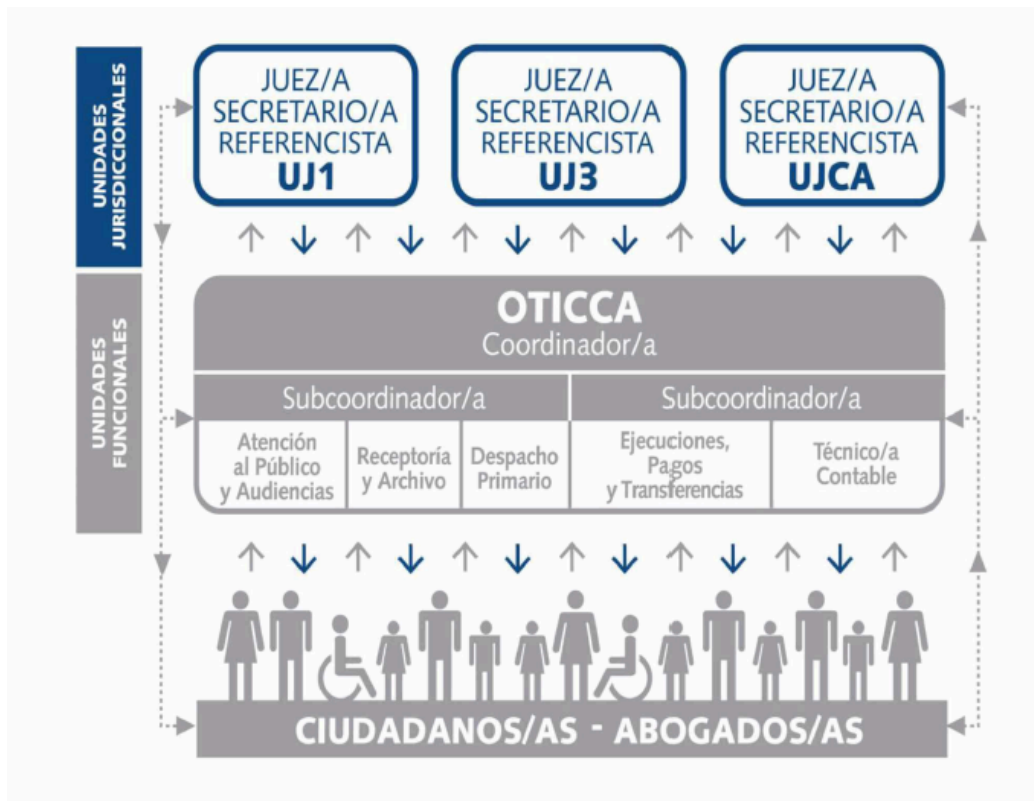 UNIDADES
JURISDICCIONALES
JUEZ/A
SECRETARIO/A
REFERENCISTA
UJ1
JUEZ/A
SECRETARIO/A
REFERENCISTA
UJ3
JUEZ/A
SECRETARIO/A
REFERENCISTA
UJCA
UNIDADES
FUNCIONALES
OTICCA
Coordinador/a
Subcoordinador/a
Subcoordinador/a
Atención
al Público
y Audiencias
Receptoría
y Archivo
Despacho
Primario
Ejecuciones,
Pagos
y Transferencias
Técnico/a
Contable
CIUDADANOS/AS - ABOGADOS/AS